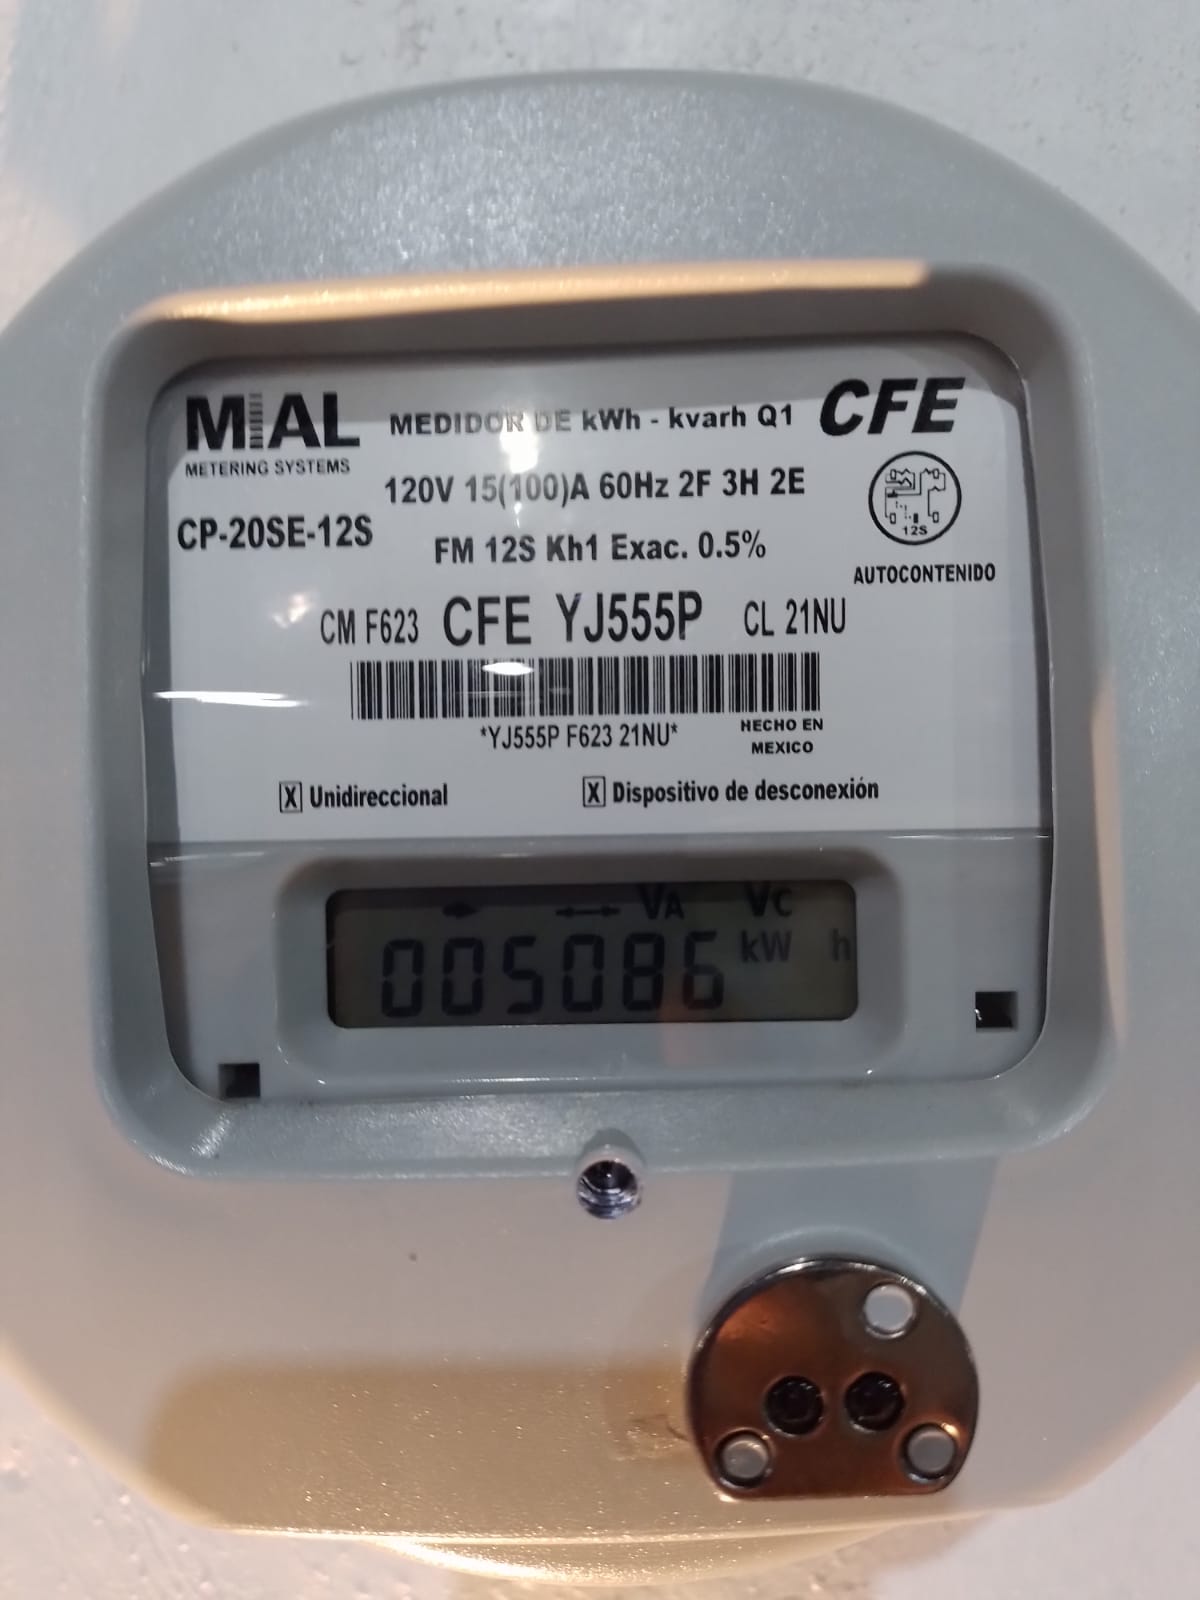 MIAL
METERING SYSTEMS
MEDIDOR DE kWh - kvarh Q1
CFE
120V 15(100)A 60Hz 2F 3H 2E
CP-20SE-12S
FM 12S Kh1 Exac. 0.5%
12S
AUTOCONTENIDO
CM F623 CFE YJ555P CL 21NU
*YJ555P F623 21NU*
HECHO EN
MEXICO
X Unidireccional
X Dispositivo de desconexión
VA VC
005086 kW h